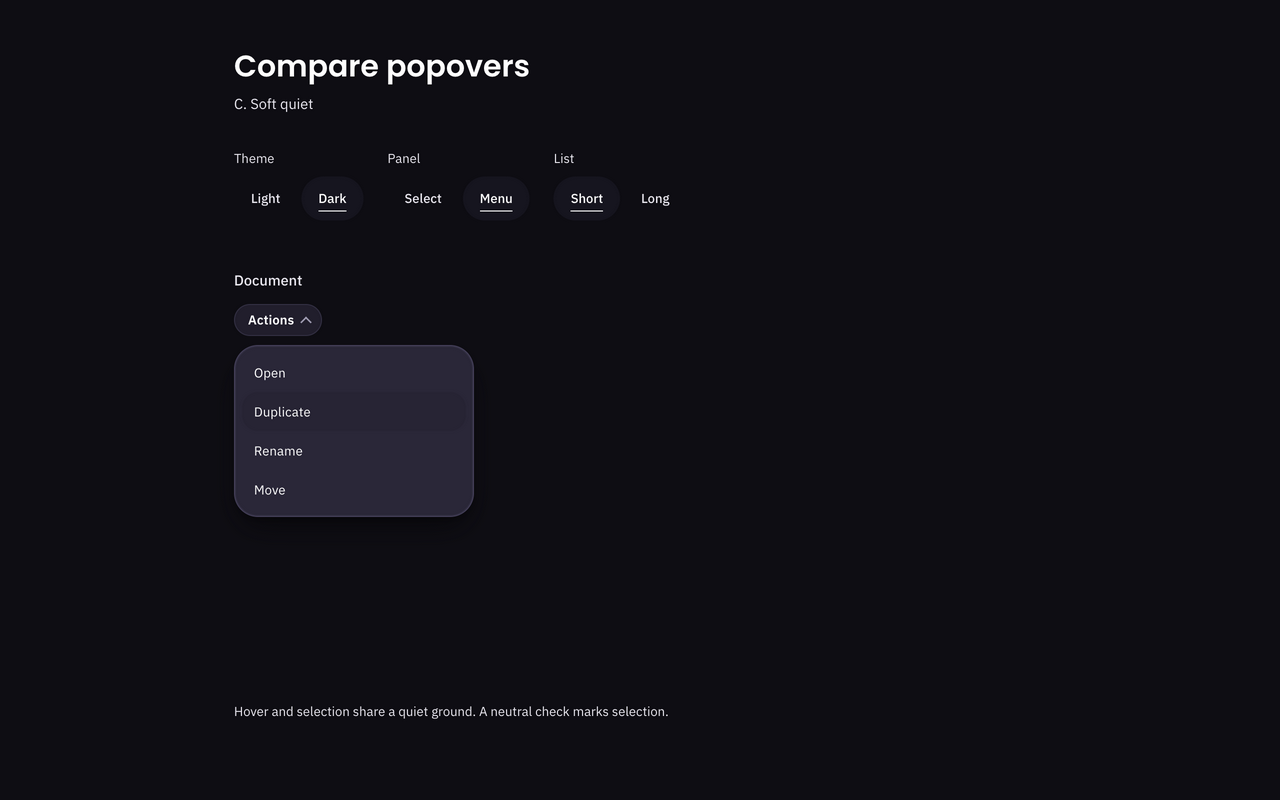 Compare popovers
C. Soft quiet
Theme
Panel
List
Light
Dark
Select
Menu
Short
Long
Document
Actions
Open
Duplicate
Rename
Move
Hover and selection share a quiet ground. A neutral check marks selection.